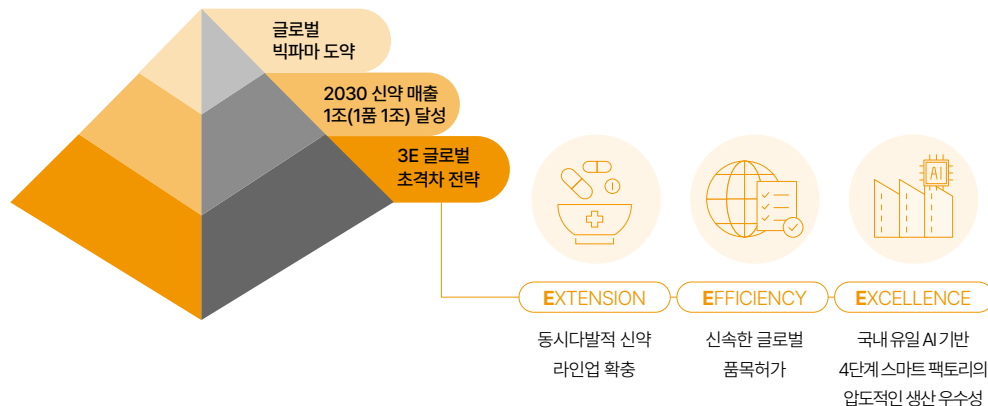 글로벌
빅파마 도약
2030 신약 매출
1조(1품 1조) 달성
3E 글로벌
초격차 전략
AI
EXTENSION
동시다발적 신약
라인업 확충
EFFICIENCY
신속한 글로벌
품목허가
EXCELLENCE
국내 유일 AI 기반
4단계 스마트 팩토리의
압도적인 생산 우수성